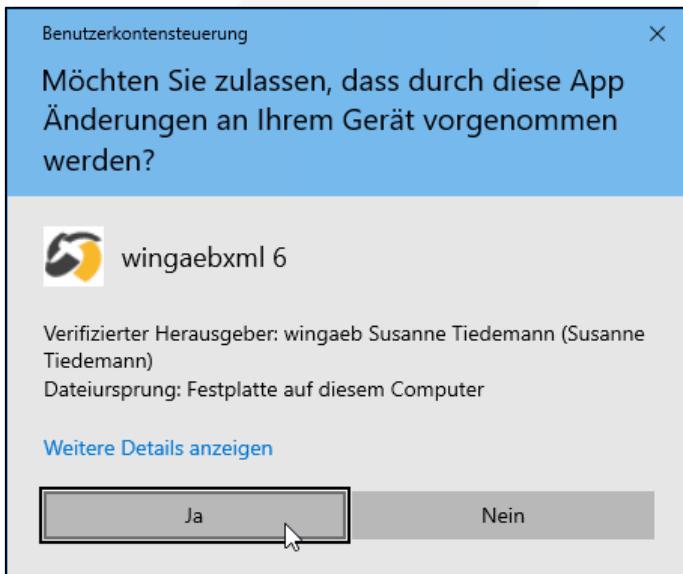 Benutzerkontensteuerung
Möchten Sie zulassen, dass durch diese App
Änderungen an Ihrem Gerät vorgenommen
werden?
wingaebxml 6
Verifizierter Herausgeber: wingaeb Susanne Tiedemann (Susanne
Tiedemann)
Dateiursprung: Festplatte auf diesem Computer
Weitere Details anzeigen
Ja
Nein